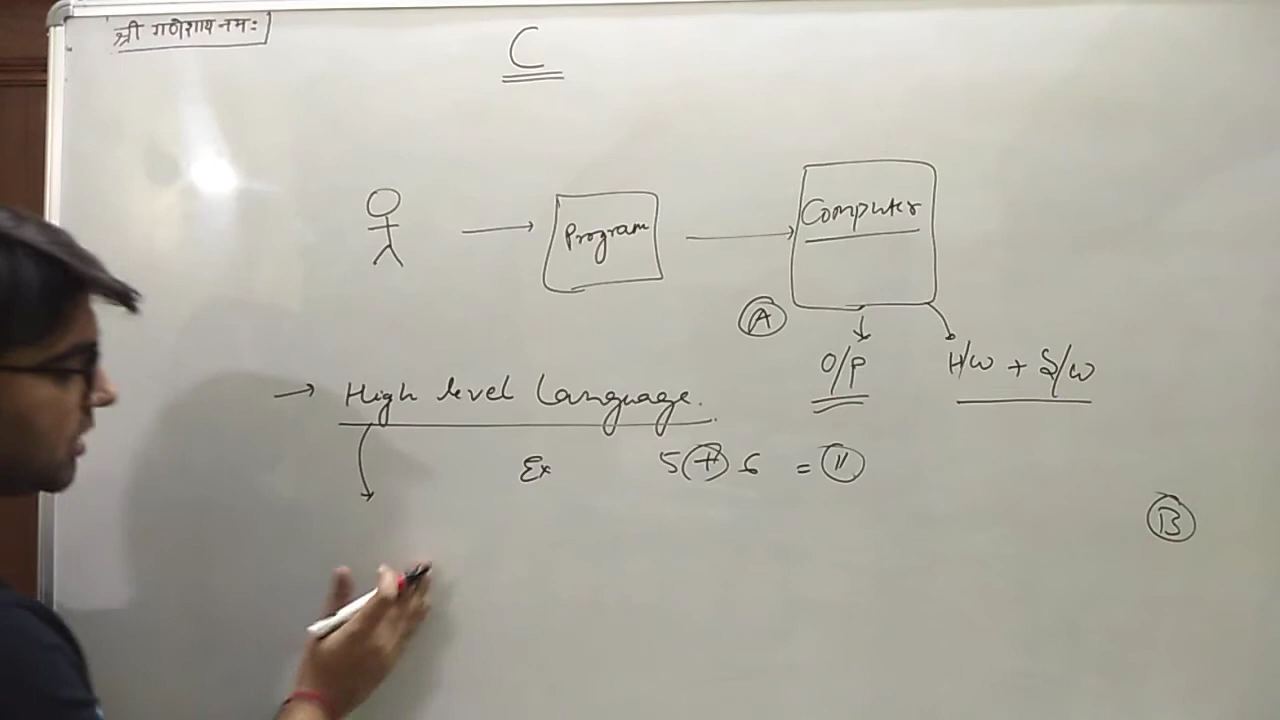 श्री गणेशाय नमः
C
Program
Computer
A
O/P
H/W + S/W
→ High level Language.
Ex 5 + 6 = 11
B